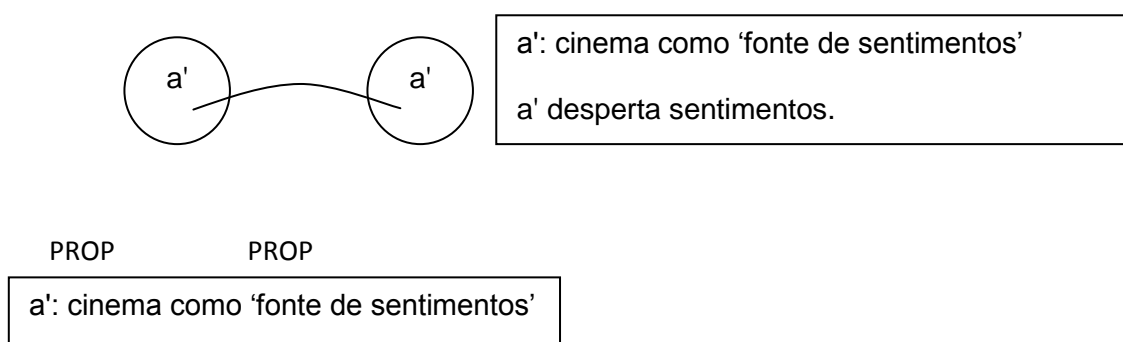 a' a'
a': cinema como ‘fonte de sentimentos’
a' desperta sentimentos.
PROP PROP
a': cinema como ‘fonte de sentimentos’